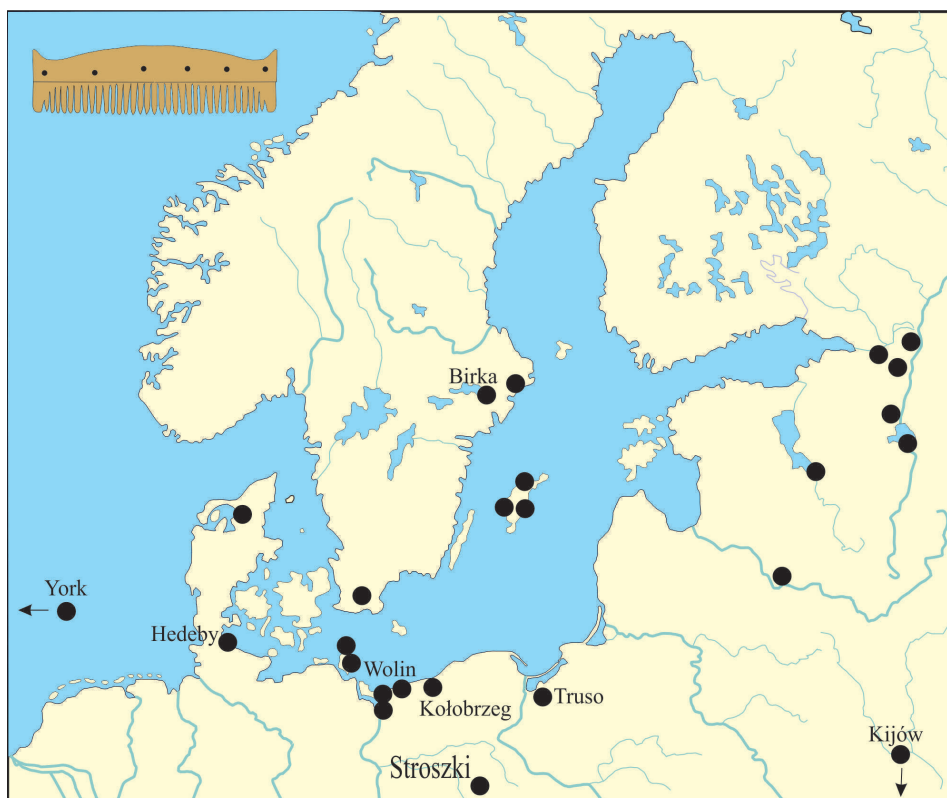 Birka
York
Hedeby
Wolin
Kołobrzeg
Truso
Kijów
Stroszki